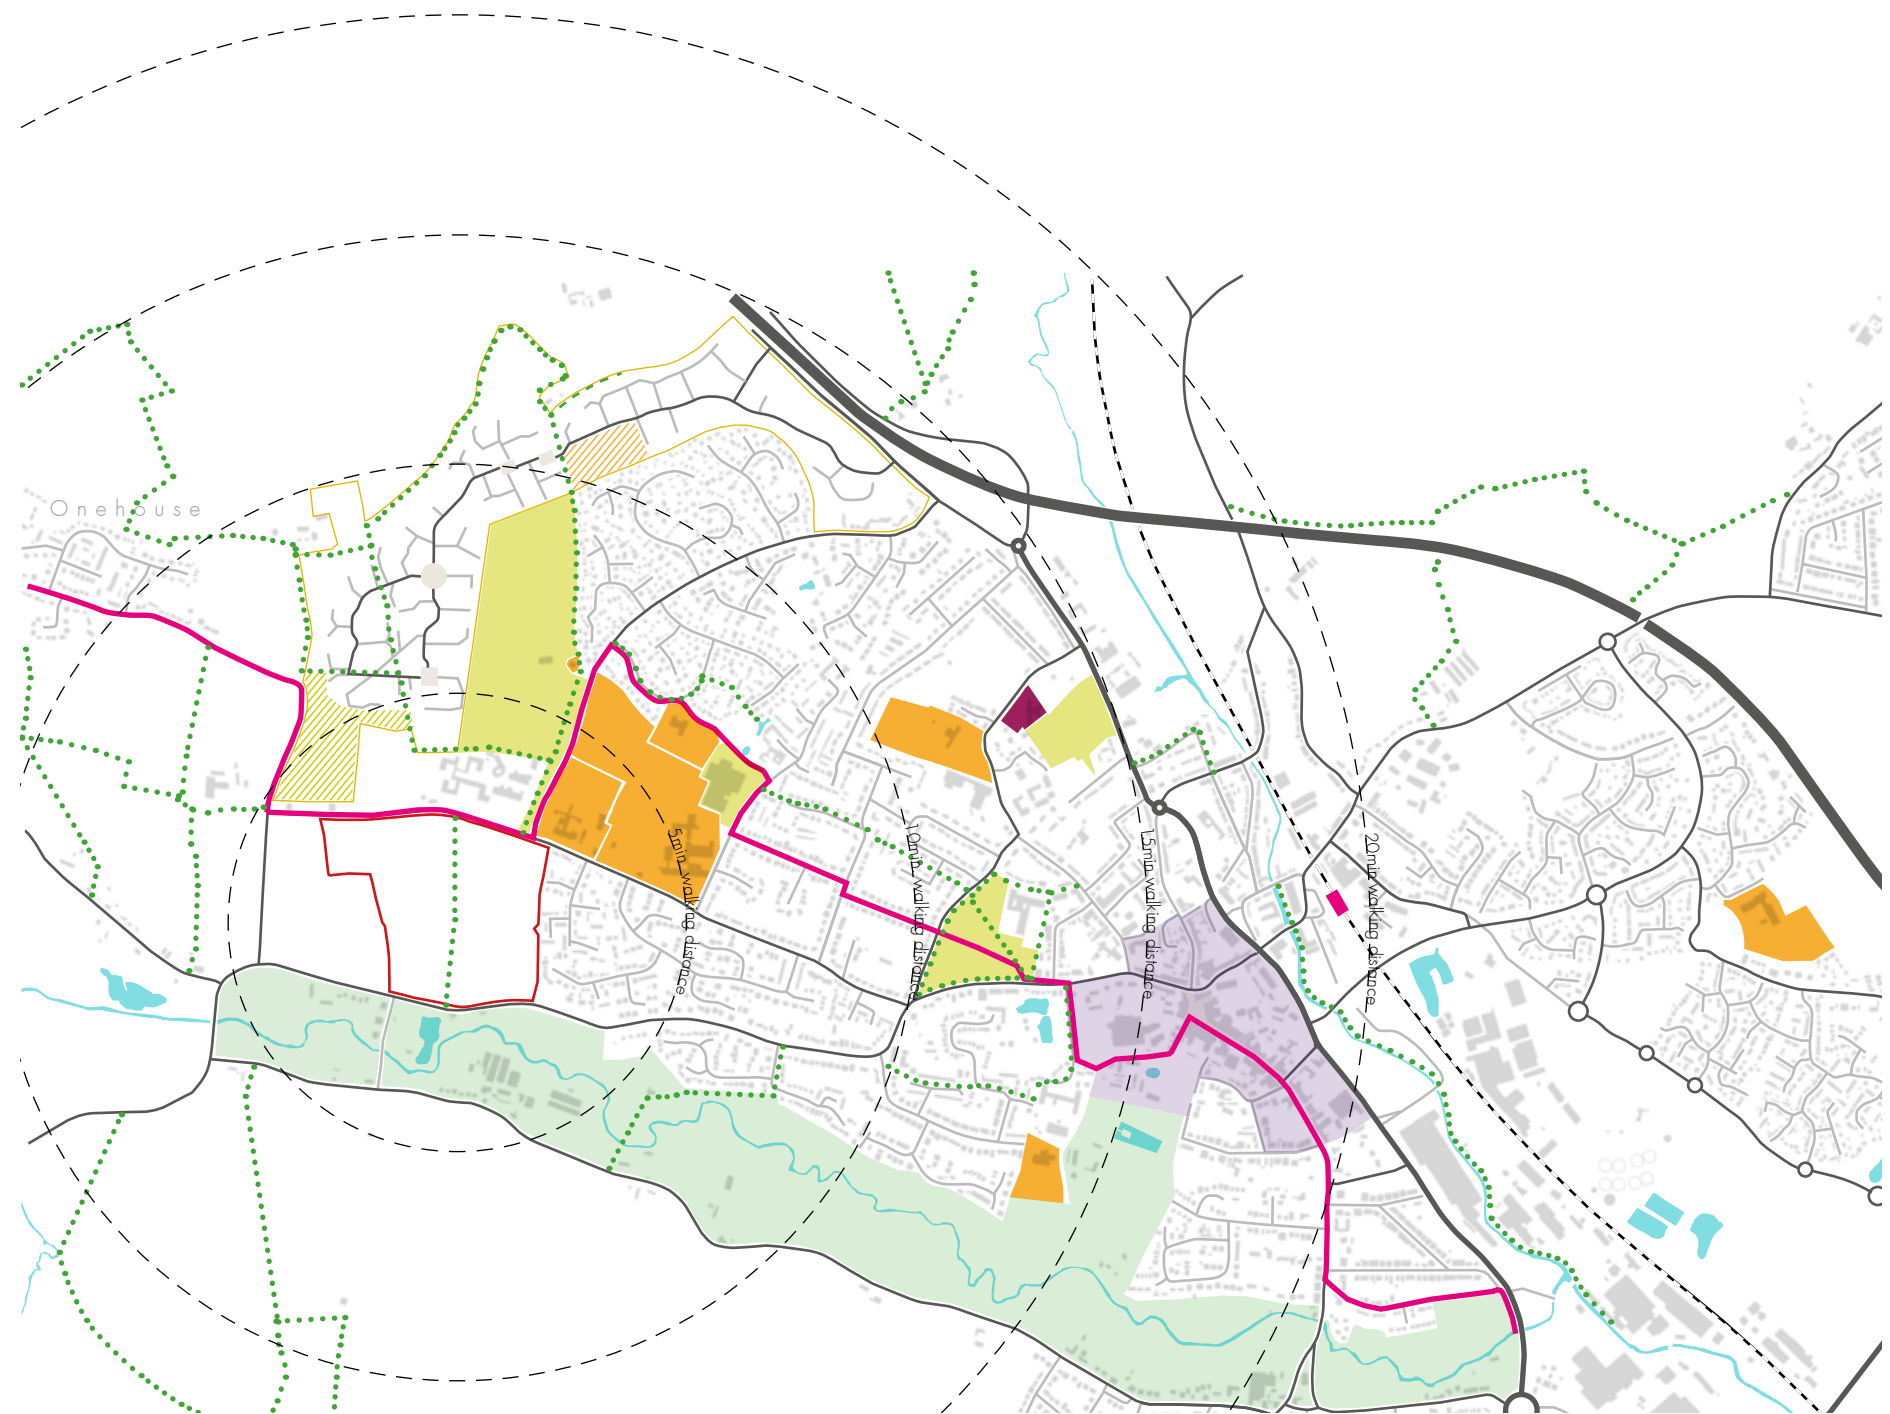 Onehouse
5min walking distance
10min walking distance
15min walking distance
20min walking distance